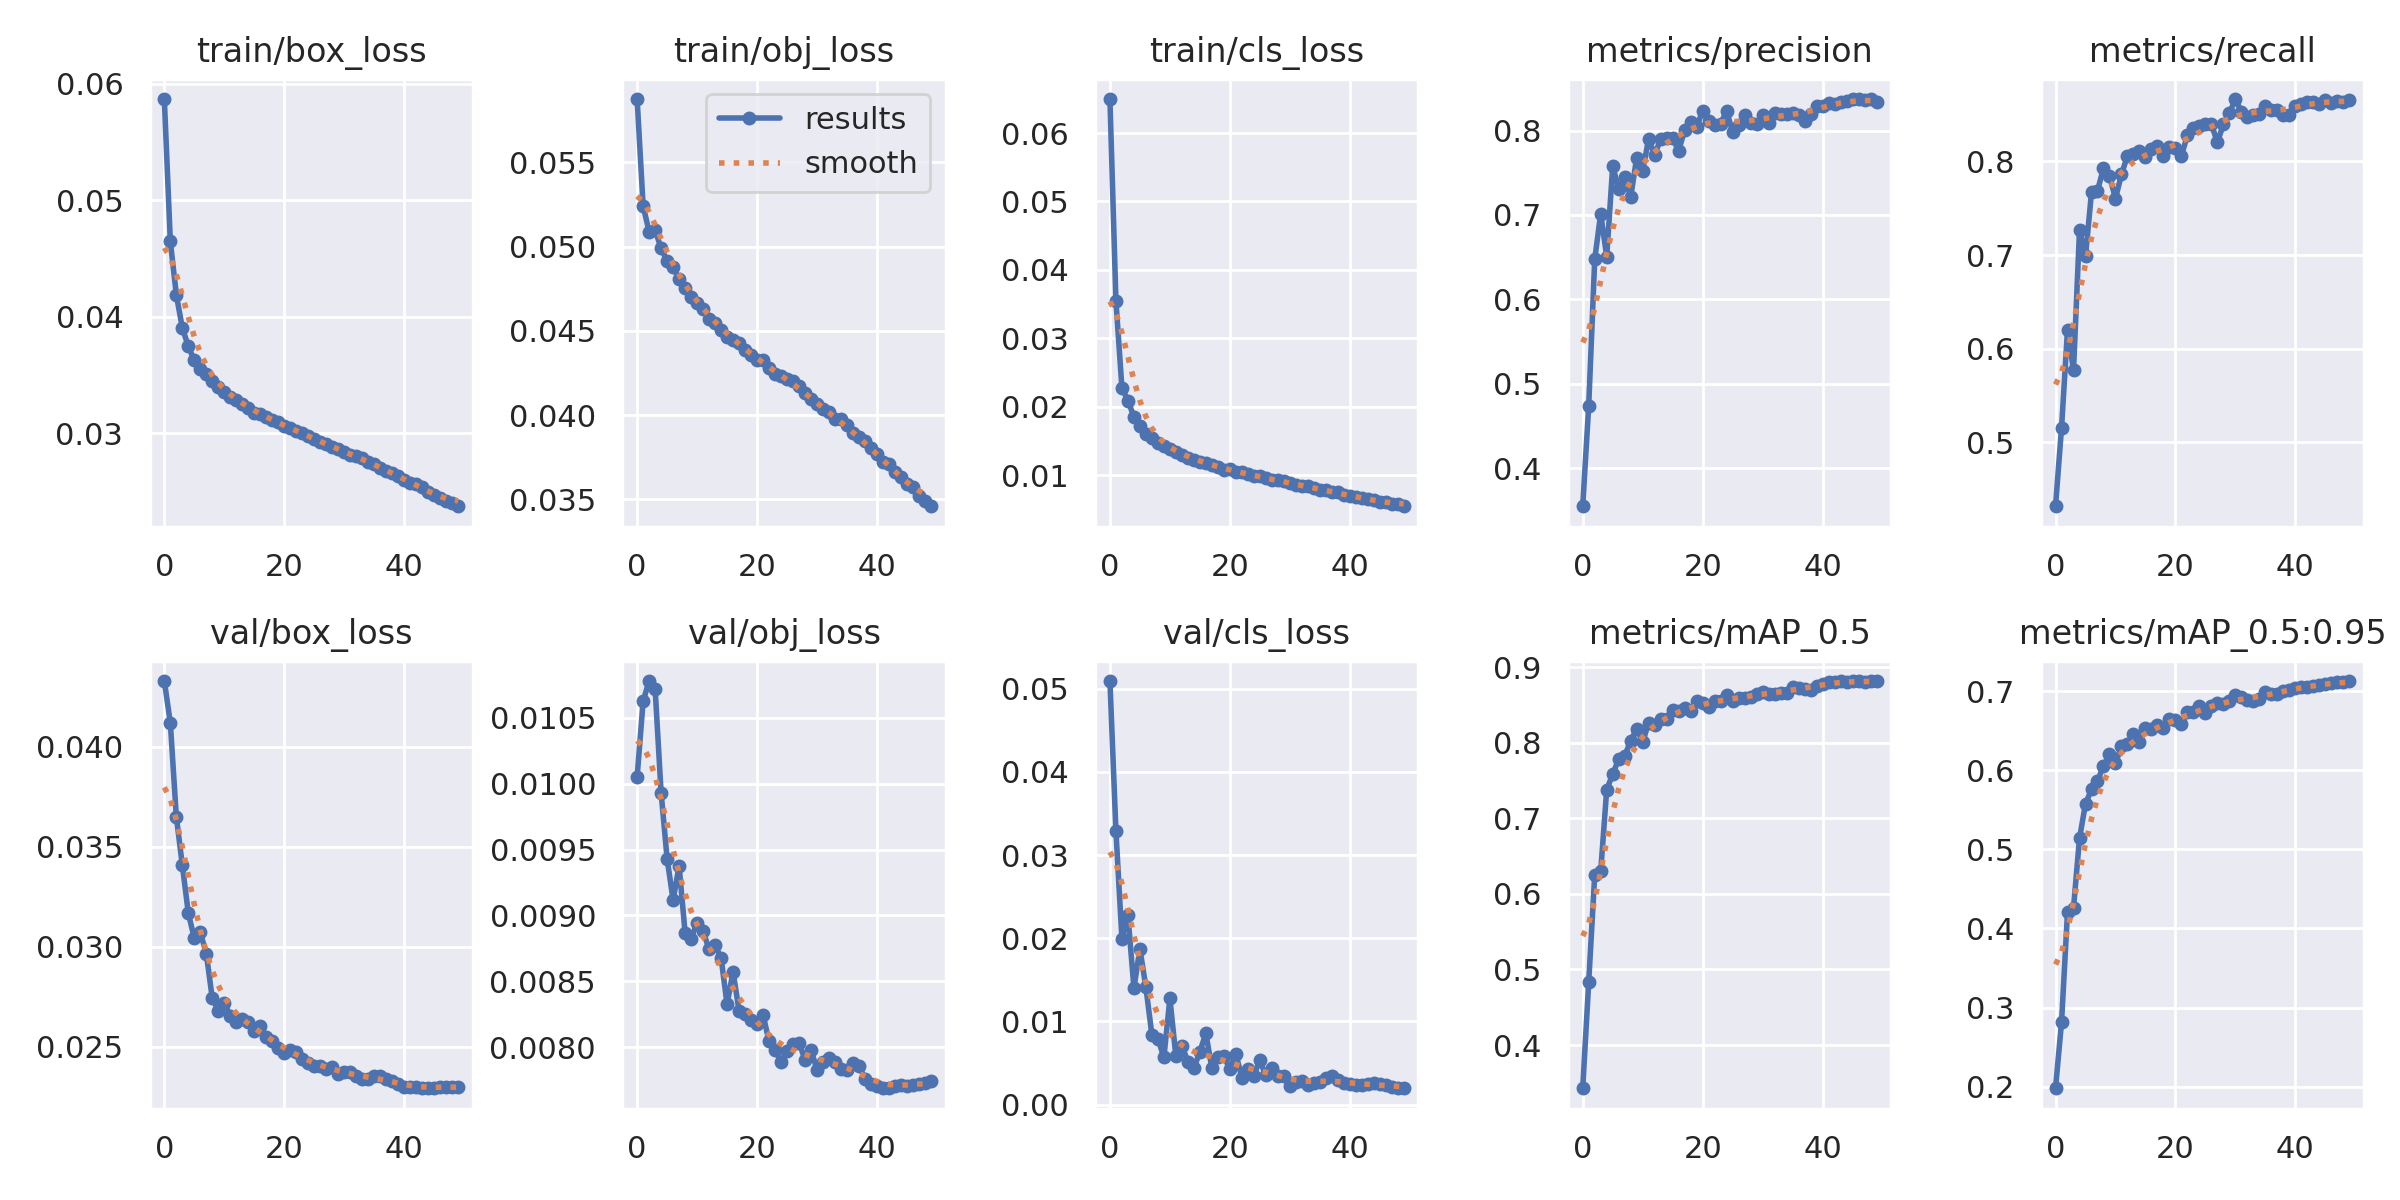 train/box_loss
0.06
0.05
0.04
0.03
0 20 40
train/obj_loss
results
smooth
0.055
0.050
0.045
0.040
0.035
0 20 40
train/cls_loss
0.06
0.05
0.04
0.03
0.02
0.01
0 20 40
metrics/precision
0.8
0.7
0.6
0.5
0.4
0 20 40
metrics/recall
0.8
0.7
0.6
0.5
0 20 40
val/box_loss
0.040
0.035
0.030
0.025
0 20 40
val/obj_loss
0.0105
0.0100
0.0095
0.0090
0.0085
0.0080
0 20 40
val/cls_loss
0.05
0.04
0.03
0.02
0.01
0.00
0 20 40
metrics/mAP_0.5
0.9
0.8
0.7
0.6
0.5
0.4
0 20 40
metrics/mAP_0.5:0.95
0.7
0.6
0.5
0.4
0.3
0.2
0 20 40